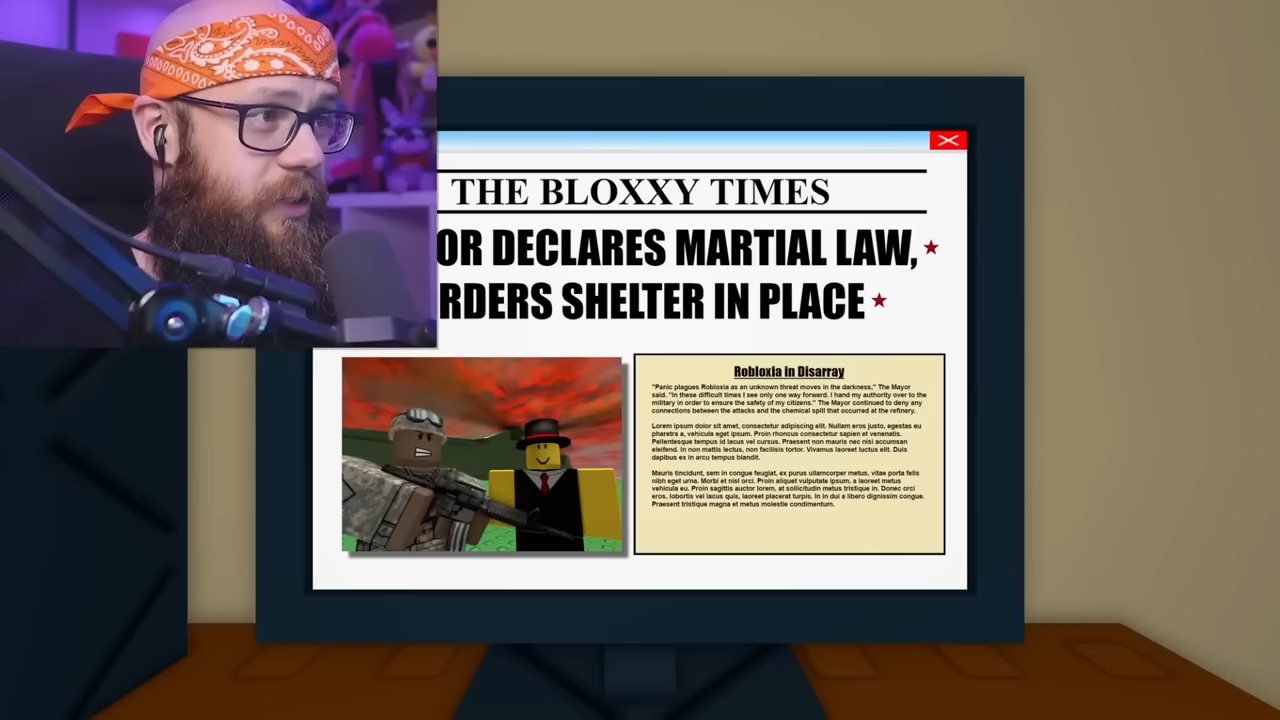 THE BLOXXY TIMES
OR DECLARES MARTIAL LAW,
RDERS SHELTER IN PLACE
Robloxia in Disarray
"Panic plagues Robloxia as an unknown threat moves in the darkness," The Mayor
said. "In these difficult times I see only one way forward. I hand my authority over to the
military in order to ensure the safety of my citizens." The Mayor continued to deny any
connections between the attacks and the chemical spill that occurred at the refinery.
Lorem ipsum dolor sit amet, consectetur adipiscing elit. Nullam eros justo, egestas eu
pharetra a, vehicula eget ipsum. Proin rhoncus consectetur sapien et venenatis.
Pellentesque tempus id lacus vel cursus. Praesent non mauris nec nisi accumsan
eleifend. In non mattis lectus, non facilisis tortor. Vivamus laoreet luctus elit. Duis
dapibus ex in arcu tempus blandit.
Mauris tincidunt, sem in congue feugiat, ex purus ullamcorper metus, vitae porta felis
nibh eget urna. Morbi et nisl orci. Proin aliquet vulputate ipsum, a laoreet metus
vehicula eu. Proin sagittis auctor lorem, at sollicitudin metus tristique in. Donec orci
eros, lobortis vel lacus quis, laoreet placerat turpis. In in dui a libero dignissim congue.
Praesent tristique magna et metus molestie condimentum.